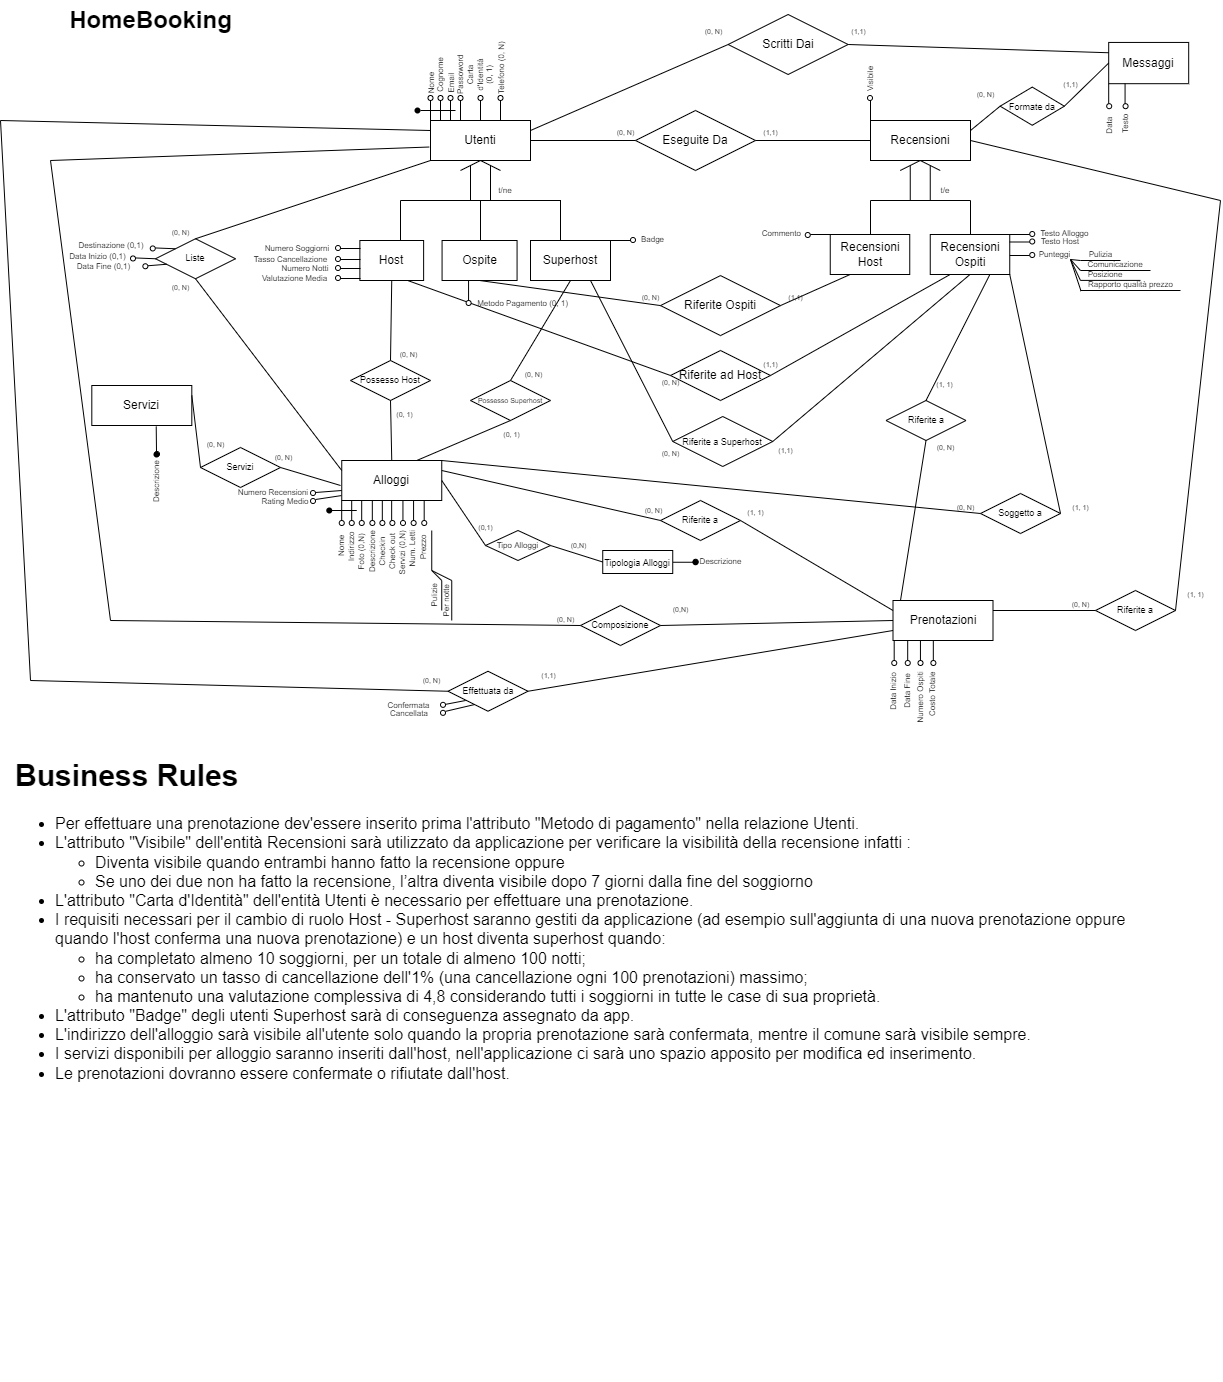 HomeBooking
(0, N)
Scritti Dai
(1,1)
Messaggi
Nome
Cognome
Email
Passoword
Carta
d'Identità
(0, 1)
Telefono (0, N)
Visibile
(0, N)
(1,1)
Formate da
Data
Testo
Utenti
(0, N)
Eseguite Da
(1,1)
Recensioni
t/ne
t/e
(0, N)
Destinazione (0,1)
Data Inizio (0,1)
Data Fine (0,1)
Liste
(0, N)
Numero Soggiorni
Tasso Cancellazione
Numero Notti
Valutazione Media
Host
Ospite
Superhost
Badge
Commento
Recensioni
Host
Recensioni
Ospiti
Testo Alloggo
Testo Host
Punteggi
Pulizia
Comunicazione
Posizione
Rapporto qualità prezzo
Metodo Pagamento (0, 1)
(0, N)
Riferite Ospiti
(1,1)
(0, N)
Possesso Host
(0, 1)
(0, N)
Possesso Superhost
(0, 1)
(1,1)
Riferite ad Host
(0, N)
Riferite a Superhost
(0, N)
(1,1)
(1, 1)
Riferite a
(0, N)
Servizi
Descrizione
(0, N)
Servizi
(0, N)
Alloggi
Numero Recensioni
Rating Medio
Nome
Indirizzo
Foto (0,N)
Descrizione
Checkin
Check out
Servizi (0,N)
Num. Letti
Prezzo
Pulizie
Per notte
(0, N)
Riferite a
(1, 1)
(0, N)
Soggetto a
(1, 1)
(0,1)
Tipo Alloggi
(0,N)
Tipologia Alloggi
Descrizione
(0, N)
Composizione
(0,N)
Prenotazioni
(0, N)
Riferite a
(1, 1)
Data Inizio
Data Fine
Numero Ospiti
Costo Totale
(0, N)
Effettuata da
(1,1)
Confermata
Cancellata
Business Rules
• Per effettuare una prenotazione dev'essere inserito prima l'attributo "Metodo di pagamento" nella relazione Utenti.
• L'attributo "Visibile" dell'entità Recensioni sarà utilizzato da applicazione per verificare la visibilità della recensione infatti :
◦ Diventa visibile quando entrambi hanno fatto la recensione oppure
◦ Se uno dei due non ha fatto la recensione, l’altra diventa visibile dopo 7 giorni dalla fine del soggiorno
• L'attributo "Carta d'Identità" dell'entità Utenti è necessario per effettuare una prenotazione.
• I requisiti necessari per il cambio di ruolo Host - Superhost saranno gestiti da applicazione (ad esempio sull'aggiunta di una nuova prenotazione oppure
quando l'host conferma una nuova prenotazione) e un host diventa superhost quando:
◦ ha completato almeno 10 soggiorni, per un totale di almeno 100 notti;
◦ ha conservato un tasso di cancellazione dell'1% (una cancellazione ogni 100 prenotazioni) massimo;
◦ ha mantenuto una valutazione complessiva di 4,8 considerando tutti i soggiorni in tutte le case di sua proprietà.
• L'attributo "Badge" degli utenti Superhost sarà di conseguenza assegnato da app.
• L'indirizzo dell'alloggio sarà visibile all'utente solo quando la propria prenotazione sarà confermata, mentre il comune sarà visibile sempre.
• I servizi disponibili per alloggio saranno inseriti dall'host, nell'applicazione ci sarà uno spazio apposito per modifica ed inserimento.
• Le prenotazioni dovranno essere confermate o rifiutate dall'host.